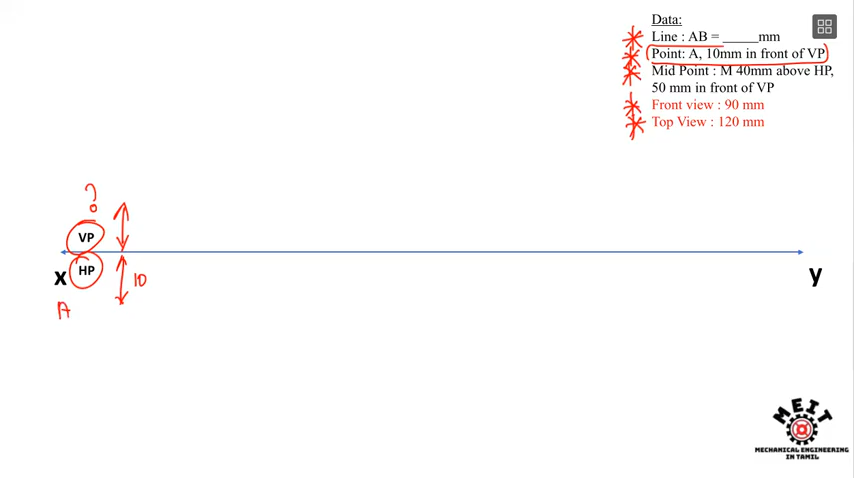 Data:
Line : AB = _____mm
Point: A, 10mm in front of VP
Mid Point : M 40mm above HP,
50 mm in front of VP
Front view : 90 mm
Top View : 120 mm
?
VP
HP
x
y
10
A
MEIT
MECHANICAL ENGINEERING
IN TAMIL